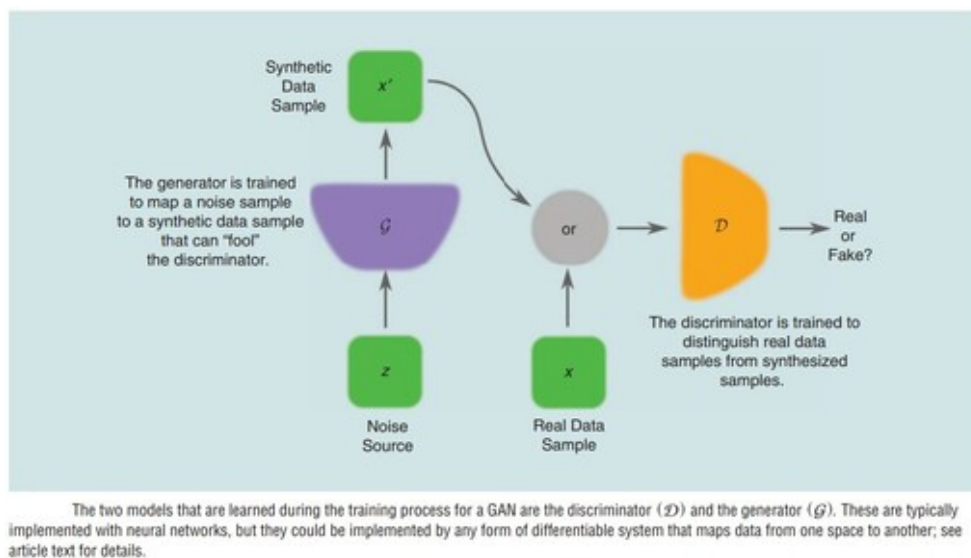 Synthetic
Data
Sample
x′
The generator is trained
to map a noise sample
to a synthetic data sample
that can “fool”
the discriminator.
G
or
D
Real
or
Fake?
The discriminator is trained to
distinguish real data
samples from synthesized
samples.
z
x
Noise
Source
Real Data
Sample
The two models that are learned during the training process for a GAN are the discriminator (D) and the generator (G). These are typically
implemented with neural networks, but they could be implemented by any form of differentiable system that maps data from one space to another; see
article text for details.